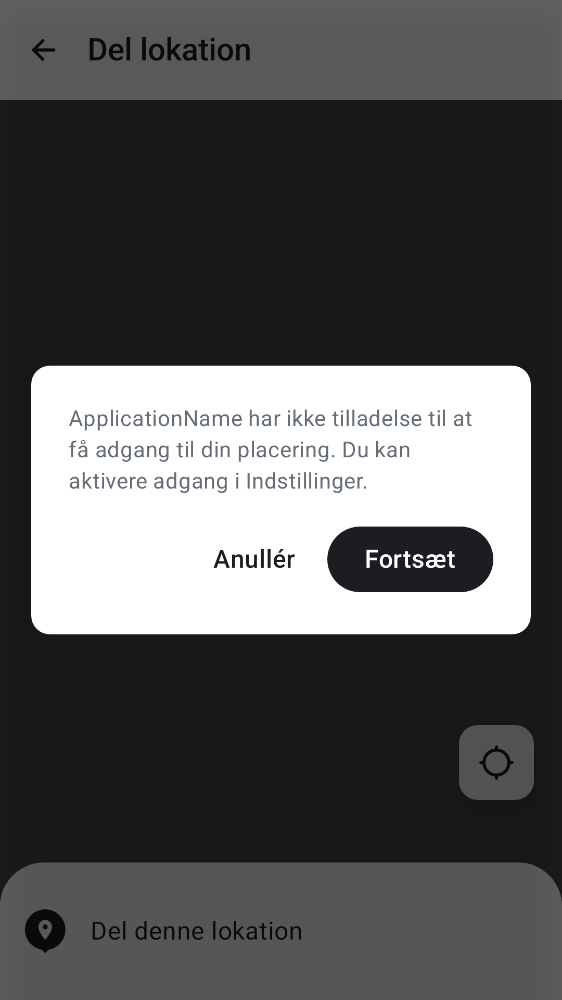 Del lokation
ApplicationName har ikke tilladelse til at
få adgang til din placering. Du kan
aktivere adgang i Indstillinger.
Anullér
Fortsæt
Del denne lokation